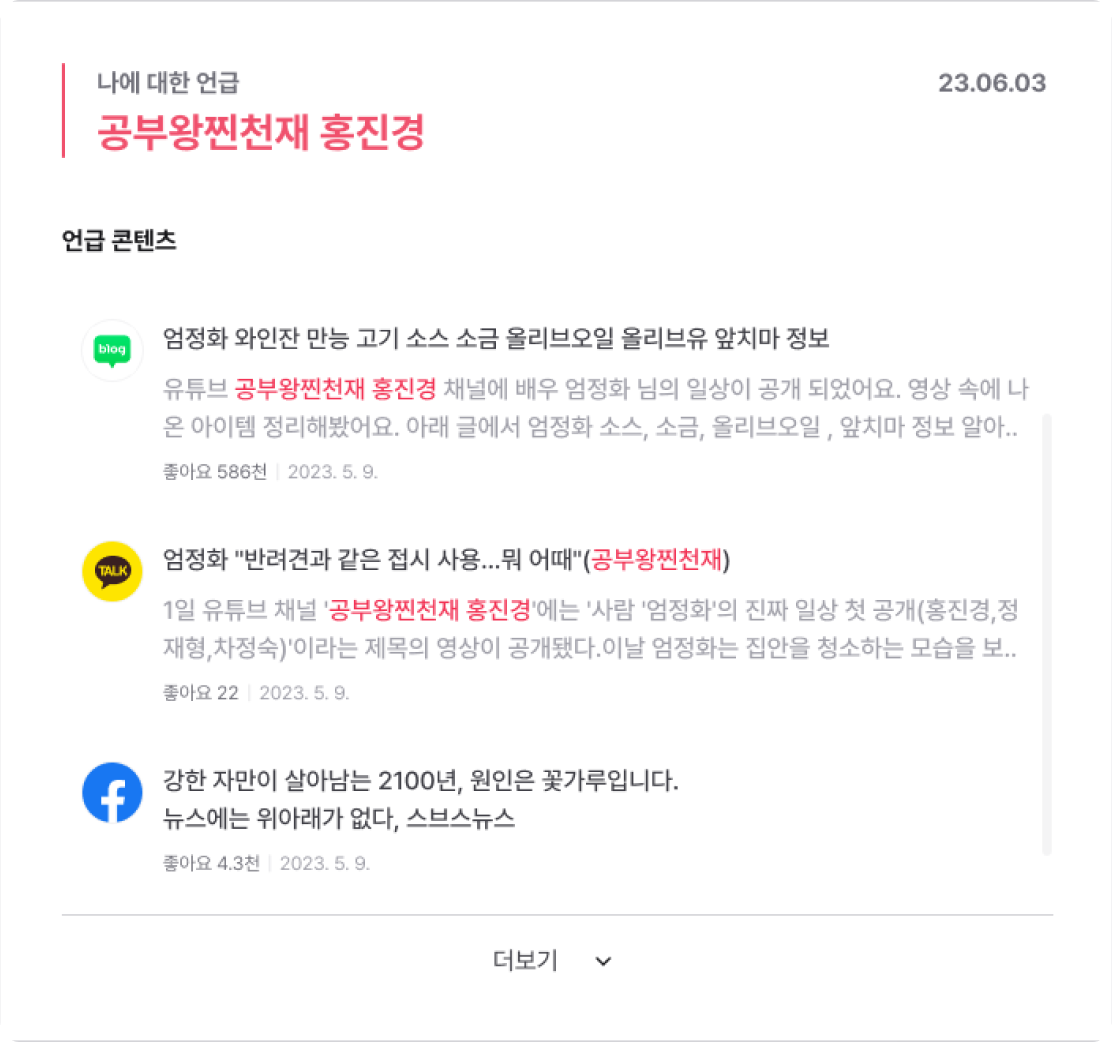 나에 대한 언급
23.06.03
공부왕찐천재 홍진경
언급 콘텐츠
blog
엄정화 와인잔 만능 고기 소스 소금 올리브오일 올리브유 앞치마 정보
유튜브 공부왕찐천재 홍진경 채널에 배우 엄정화 님의 일상이 공개 되었어요. 영상 속에 나
온 아이템 정리해봤어요. 아래 글에서 엄정화 소스, 소금, 올리브오일 , 앞치마 정보 알아..
좋아요 586천 | 2023. 5. 9.
TALK
엄정화 "반려견과 같은 접시 사용...뭐 어때"(공부왕찐천재)
1일 유튜브 채널 '공부왕찐천재 홍진경'에는 '사람 '엄정화'의 진짜 일상 첫 공개(홍진경,정
재형,차정숙)'이라는 제목의 영상이 공개됐다.이날 엄정화는 집안을 청소하는 모습을 보..
좋아요 22 | 2023. 5. 9.
강한 자만이 살아남는 2100년, 원인은 꽃가루입니다.
뉴스에는 위아래가 없다, 스브스뉴스
좋아요 4.3천 | 2023. 5. 9.
더보기